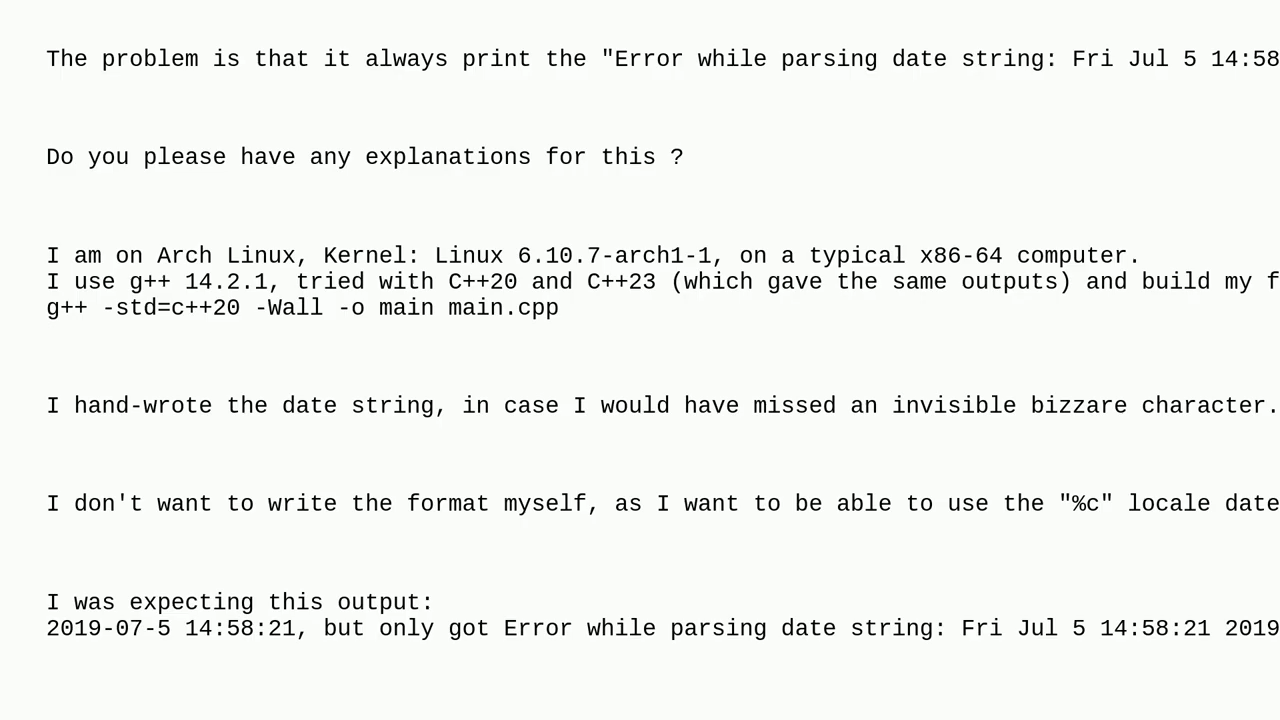 The problem is that it always print the "Error while parsing date string: Fri Jul 5 14:58
Do you please have any explanations for this ?
I am on Arch Linux, Kernel: Linux 6.10.7-arch1-1, on a typical x86-64 computer.
I use g++ 14.2.1, tried with C++20 and C++23 (which gave the same outputs) and build my f
g++ -std=c++20 -Wall -o main main.cpp
I hand-wrote the date string, in case I would have missed an invisible bizzare character.
I don't want to write the format myself, as I want to be able to use the "%c" locale date
I was expecting this output:
2019-07-5 14:58:21, but only got Error while parsing date string: Fri Jul 5 14:58:21 2019